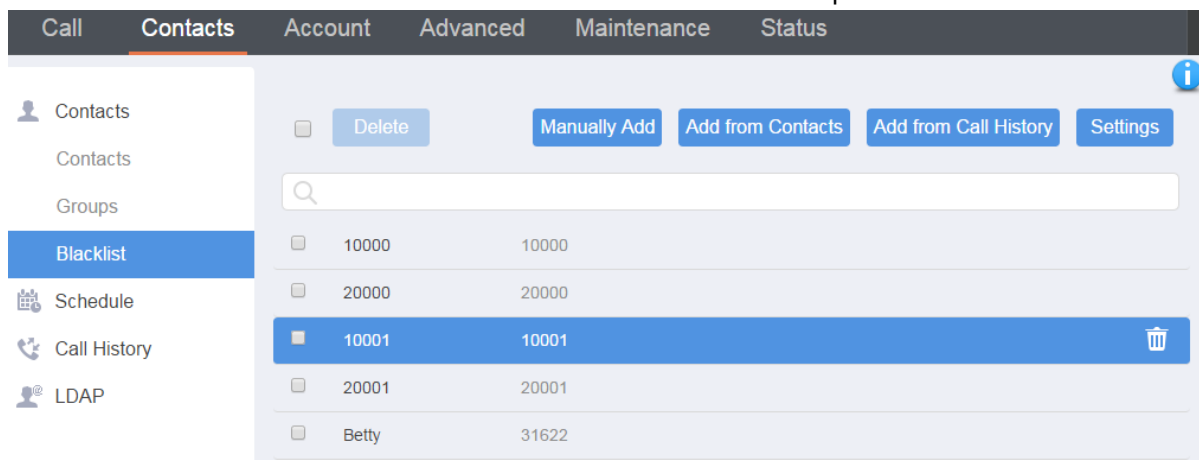 Call Contacts Account Advanced Maintenance Status
Contacts
Contacts
Groups
Blacklist
Schedule
Call History
LDAP
Delete Manually Add Add from Contacts Add from Call History Settings
10000 10000
20000 20000
10001 10001
20001 20001
Betty 31622